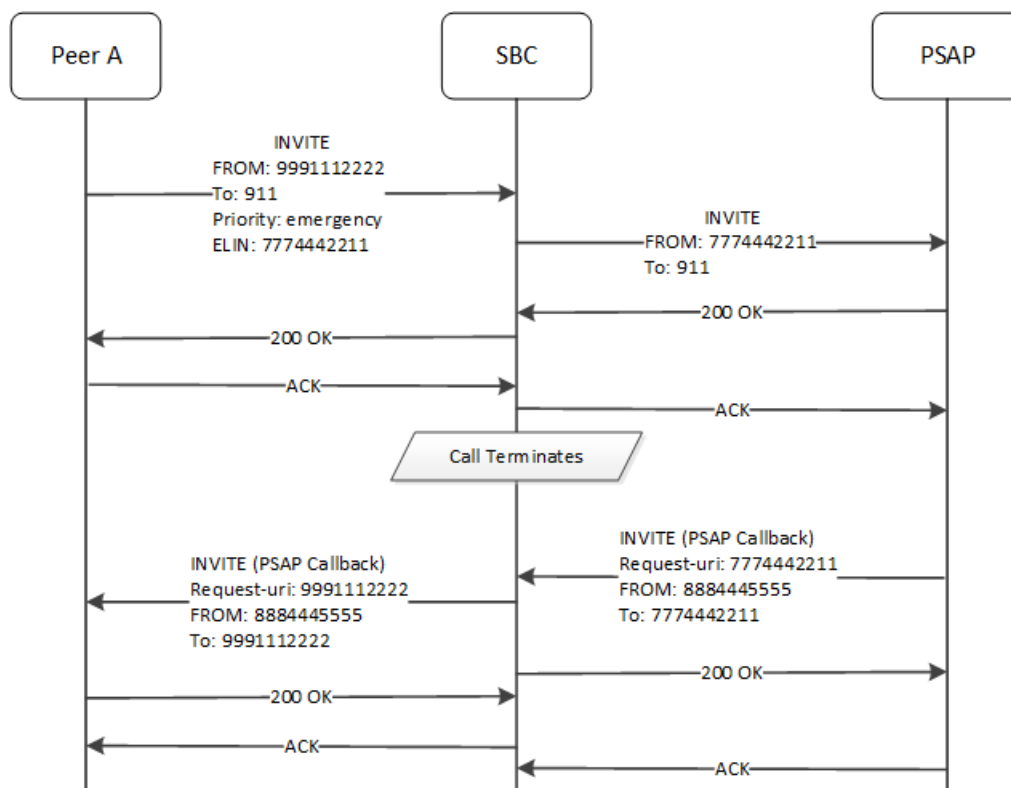 Peer A
SBC
PSAP
INVITE
FROM: 9991112222
To: 911
Priority: emergency
ELIN: 7774442211
INVITE
FROM: 7774442211
To: 911
200 OK
200 OK
ACK
ACK
Call Terminates
INVITE (PSAP Callback)
Request-uri: 7774442211
FROM: 8884445555
To: 7774442211
INVITE (PSAP Callback)
Request-uri: 9991112222
FROM: 8884445555
To: 9991112222
200 OK
200 OK
ACK
ACK